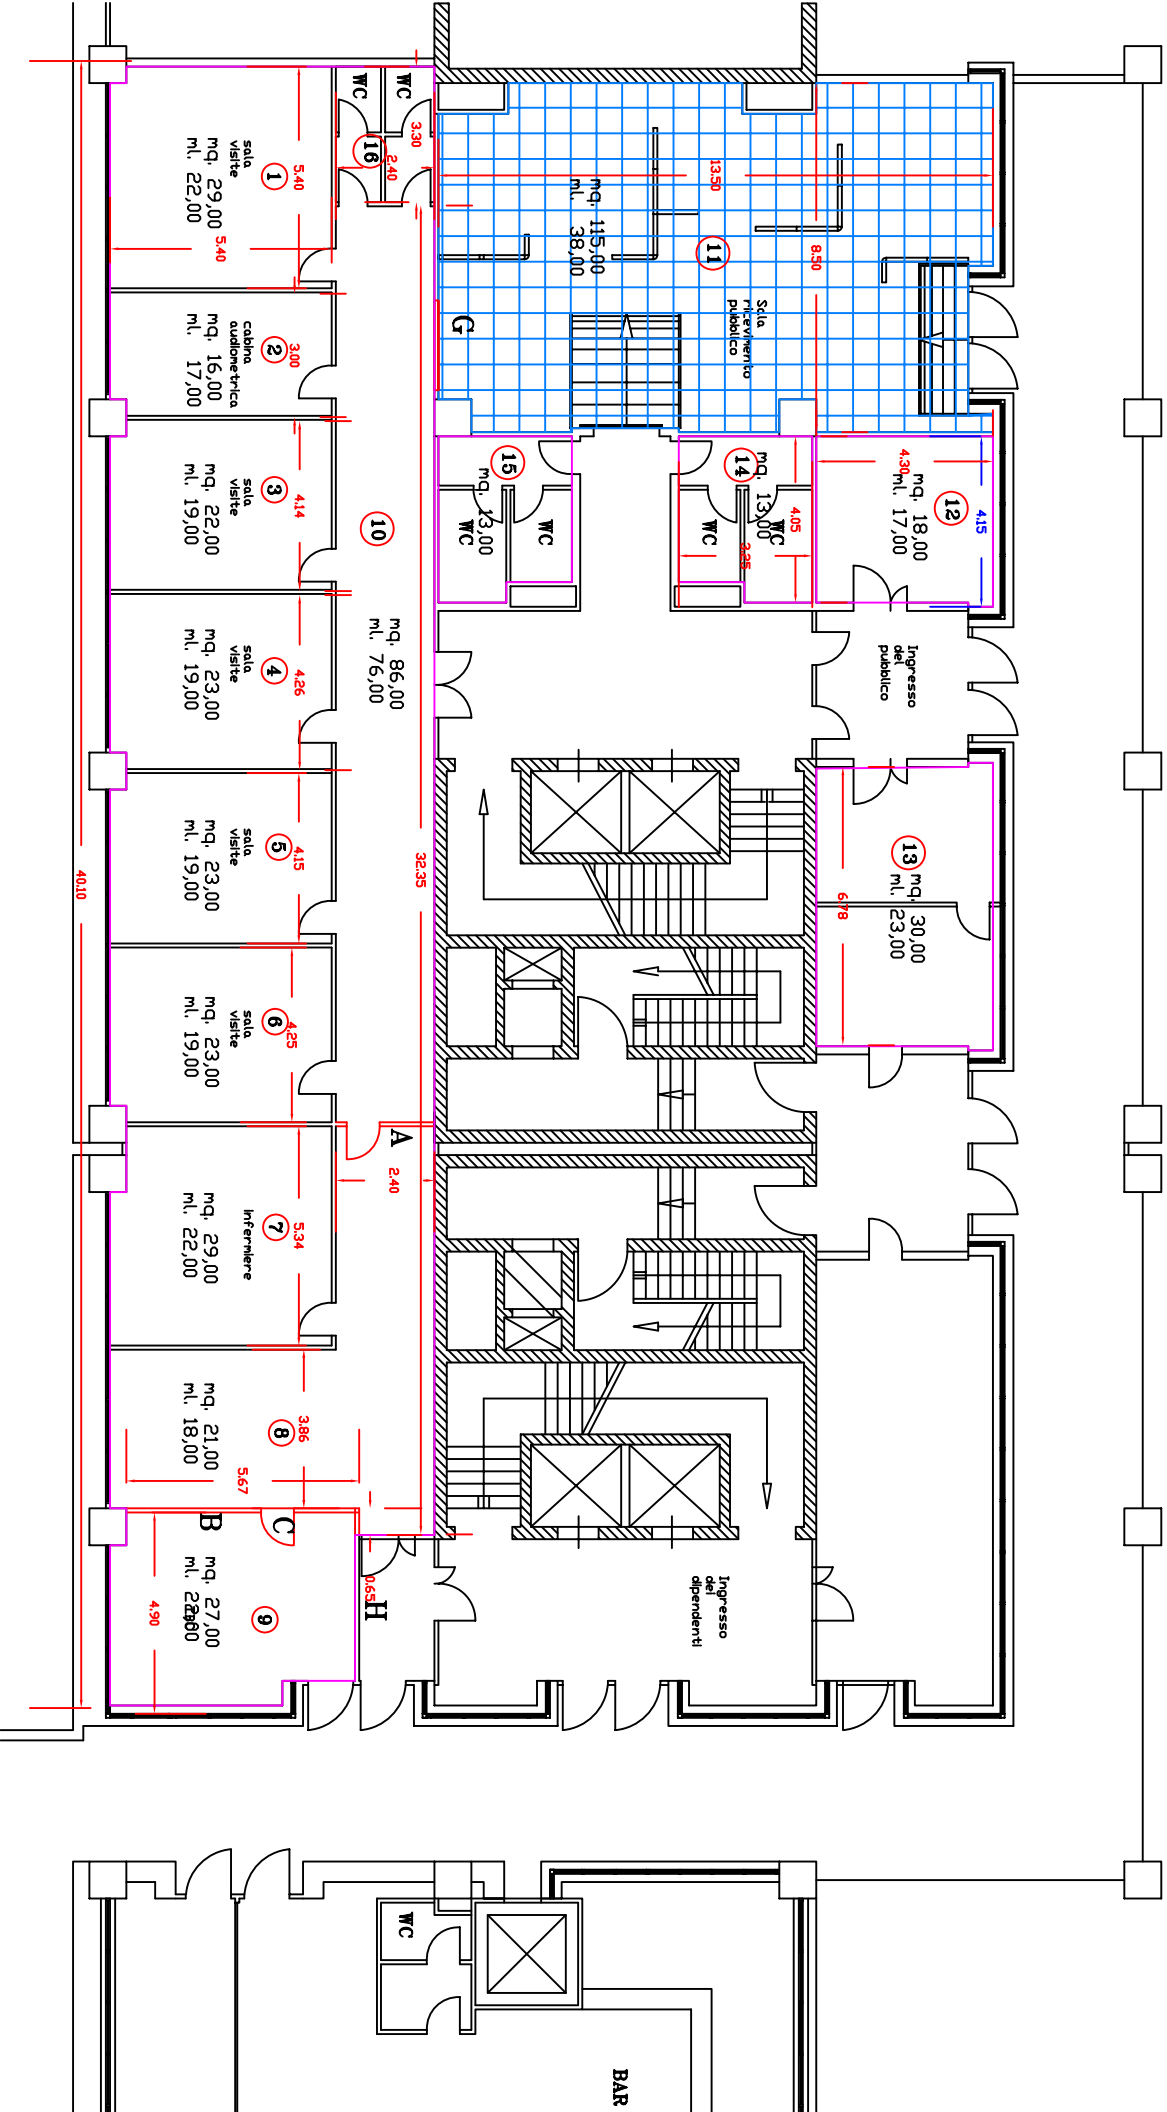 WC
WC
3.30
16
2.40
1
sala
visite
mq. 29,00
ml. 22,00
5.40
5.40
13.50
mq. 115,00
ml. 38,00
11
8.50
Sala
ricevimento
pubblico
G
2
3.00
cabina
audiometrica
mq. 16,00
ml. 17,00
3
4.14
sala
visite
mq. 22,00
ml. 19,00
10
mq. 86,00
ml. 76,00
15
mq. 13,00
WC
WC
14
mq. 13,00
WC
WC
4.05
3.25
12
4.30
4.15
mq. 18,00
ml. 17,00
4
4.26
sala
visite
mq. 23,00
ml. 19,00
Ingresso
del
pubblico
5
4.15
sala
visite
mq. 23,00
ml. 19,00
32.35
40.10
13
mq. 30,00
ml. 23,00
6.78
6
4.25
sala
visite
mq. 23,00
ml. 19,00
A
2.40
7
5.34
infermiere
mq. 29,00
ml. 22,00
8
3.86
mq. 21,00
ml. 18,00
5.67
B
C
9
mq. 27,00
ml. 22,00
4.90
0.65
H
Ingresso
dei
dipendenti
WC
BAR